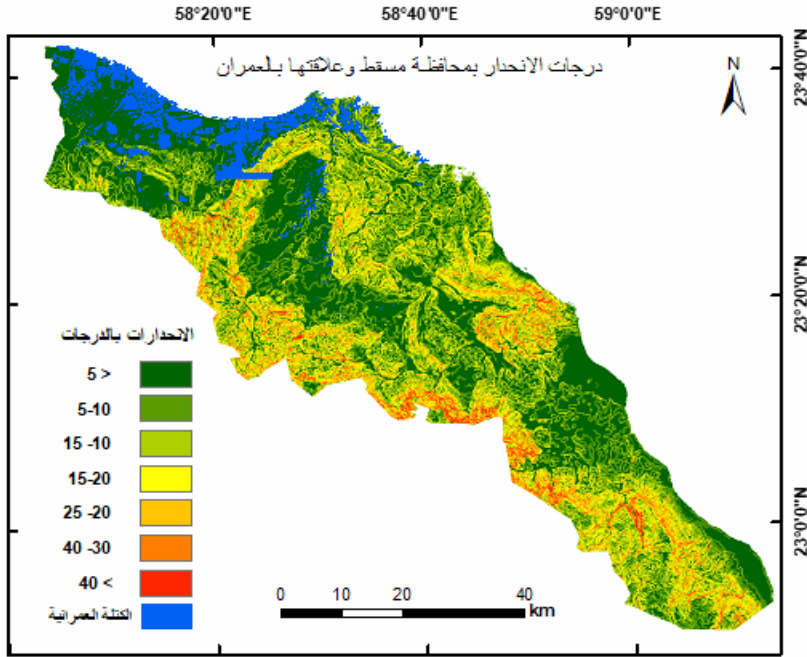 58°20'0"E 58°40'0"E 59°0'0"E
درجات الانحدار بمحافظة مسقط وعلاقتها بالعمران
N
23°40'0"N
23°20'0"N
23°0'0"N
الانحدارات بالدرجات
5 >
5-10
15 -10
15-20
25 -20
40 -30
40 <
الكتلة العمرانية
0 10 20 40
km